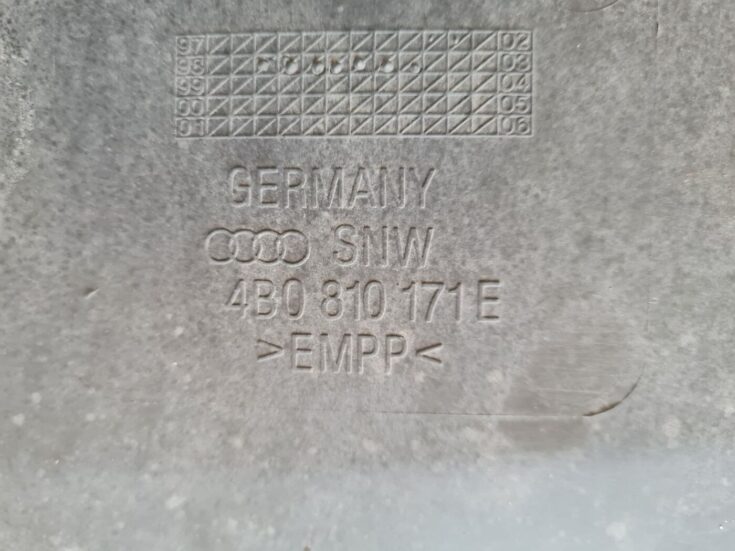 97 02
98 03
99 04
00 05
01 06
GERMANY
SNW
4B0 810 171 E
>EMPP<